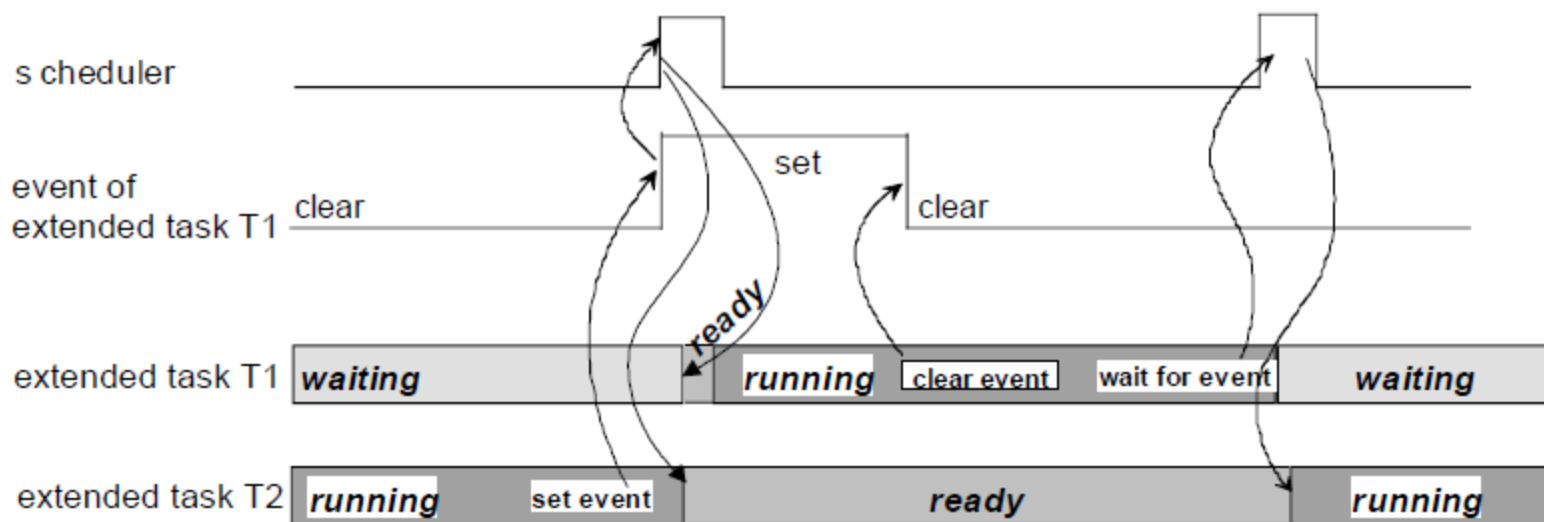 s cheduler
set
event of
clear
clear
extended task T1
ready
extended task T1
waiting
running
clear event
wait for event
waiting
extended task T2
running
set event
ready
running